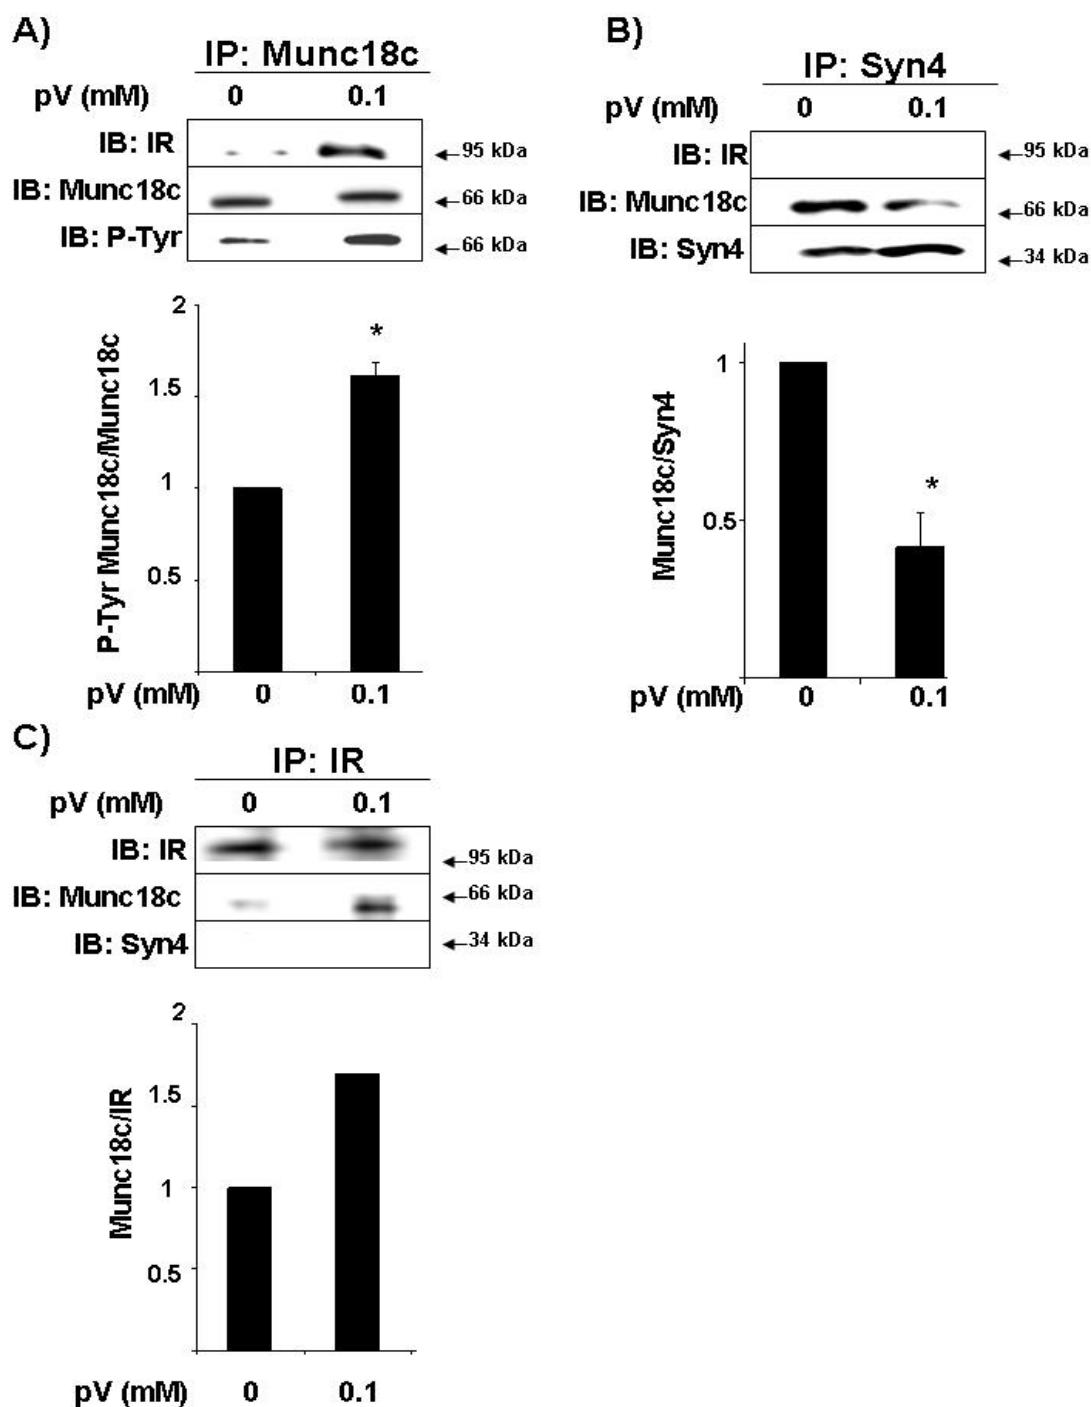 A)
IP: Munc18c
pV (mM) 0 0.1
IB: IR 95 kDa
IB: Munc18c 66 kDa
IB: P-Tyr 66 kDa
P-Tyr Munc18c/Munc18c
2
*
1.5
1
0.5
pV (mM) 0 0.1
B)
IP: Syn4
pV (mM) 0 0.1
IB: IR 95 kDa
IB: Munc18c 66 kDa
IB: Syn4 34 kDa
Munc18c/Syn4
1
*
0.5
pV (mM) 0 0.1
C)
IP: IR
pV (mM) 0 0.1
IB: IR 95 kDa
IB: Munc18c 66 kDa
IB: Syn4 34 kDa
Munc18c/IR
2
1.5
1
0.5
pV (mM) 0 0.1